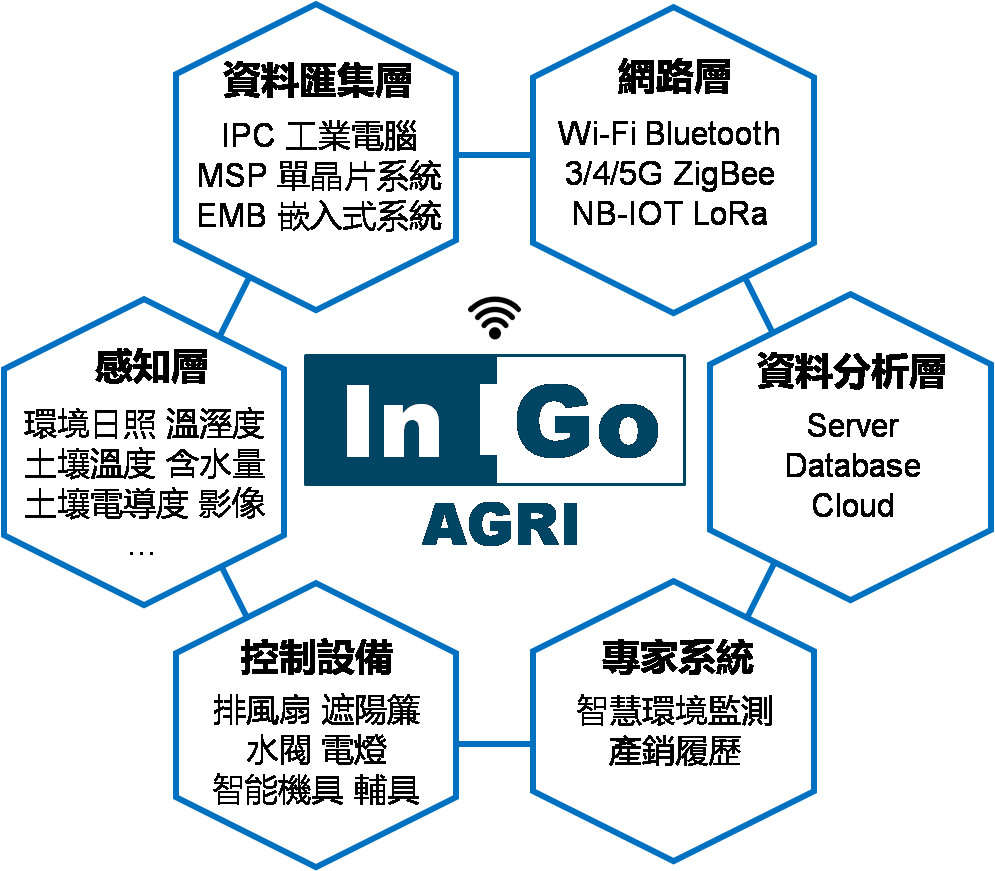 資料匯集層
IPC 工業電腦
MSP 單晶片系統
EMB 嵌入式系統
網路層
Wi-Fi Bluetooth
3/4/5G ZigBee
NB-IOT LoRa
感知層
環境日照 溫溼度
土壤溫度 含水量
土壤電導度 影像
…
In Go
AGRI
資料分析層
Server
Database
Cloud
控制設備
排風扇 遮陽簾
水閥 電燈
智能機具 輔具
專家系統
智慧環境監測
產銷履歷